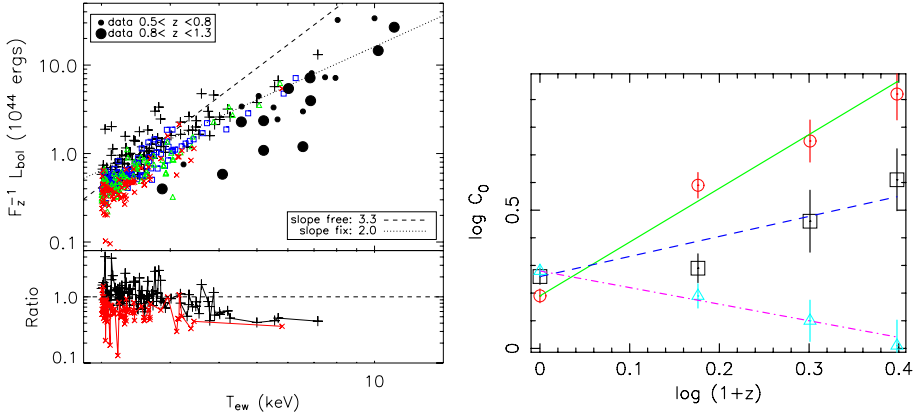 data 0.5< z <0.8
data 0.8< z <1.3
F_z^-1 L_bol (10^44 ergs)
10.0
1.0
0.1
slope free: 3.3
slope fix: 2.0
Ratio
1.0
0.1
10
T_ew (keV)
log C_0
0.5
0
0
0.1
0.2
0.3
0.4
log (1+z)